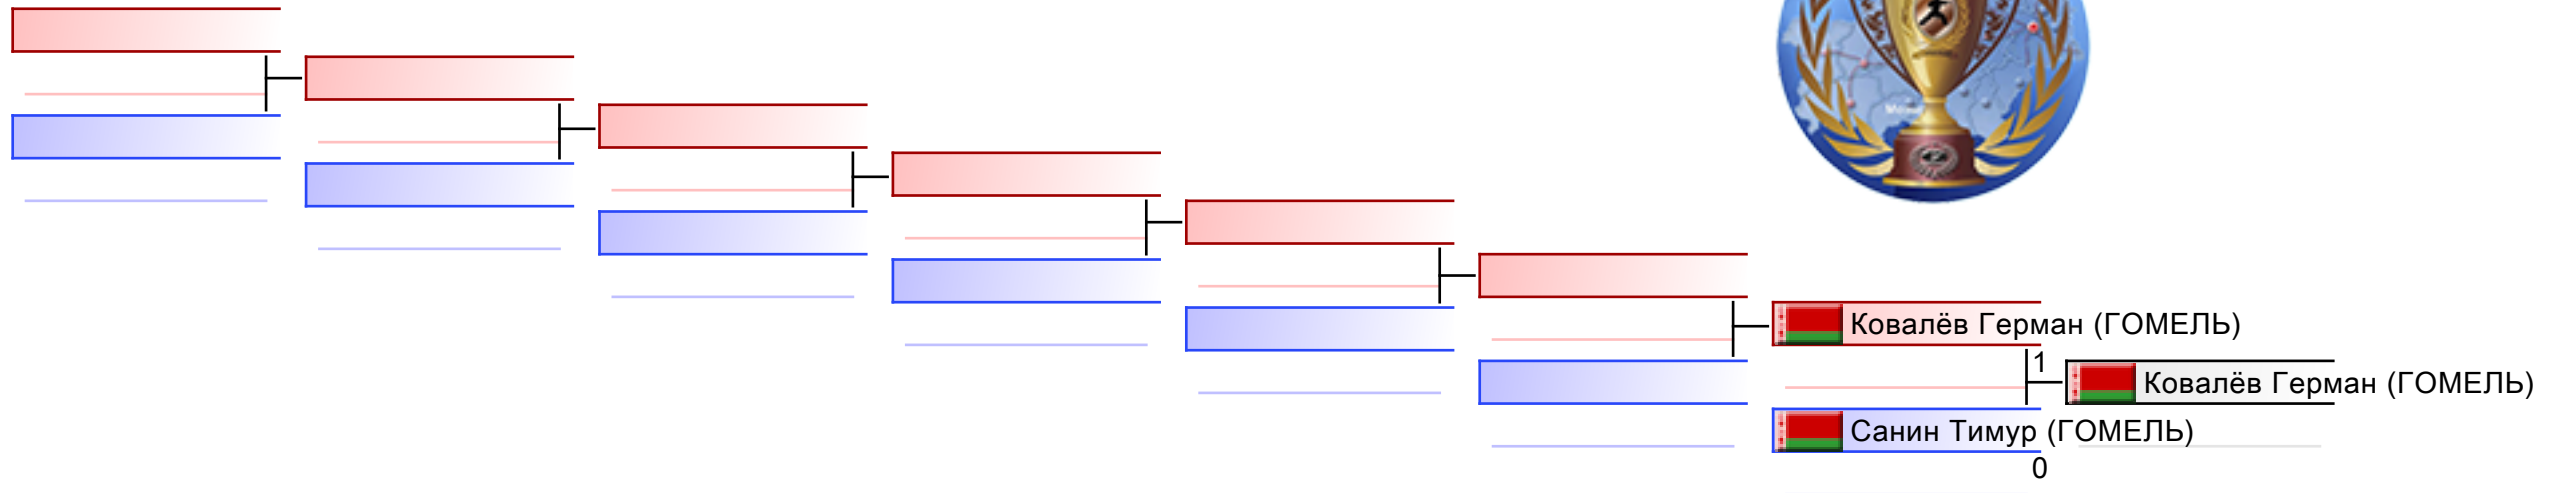 Ковалёв Герман (ГОМЕЛЬ)
1
Ковалёв Герман (ГОМЕЛЬ)
Санин Тимур (ГОМЕЛЬ)
0